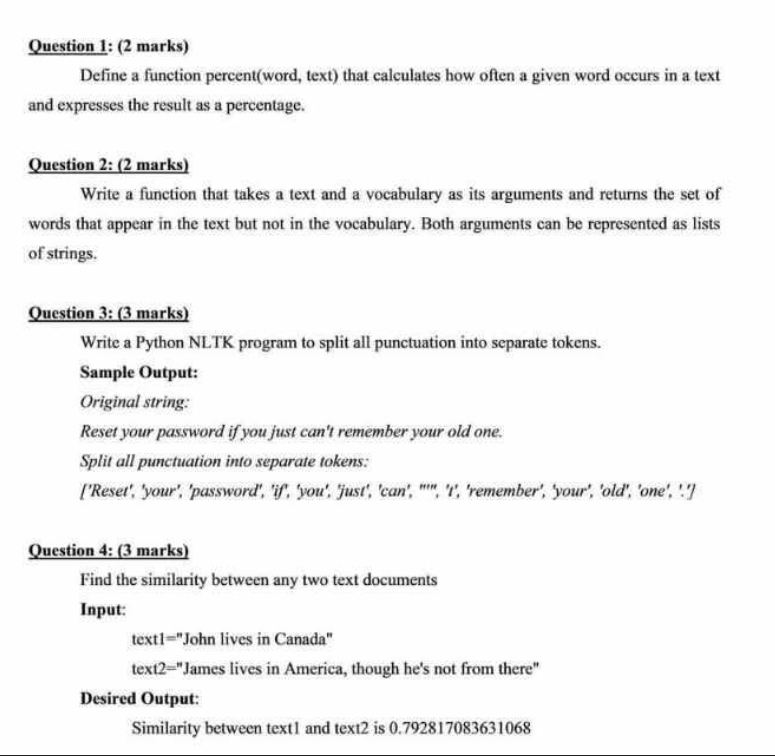 Question 1: (2 marks)
Define a function percent(word, text) that calculates how often a given word occurs in a text
and expresses the result as a percentage.
Question 2: (2 marks)
Write a function that takes a text and a vocabulary as its arguments and returns the set of
words that appear in the text but not in the vocabulary. Both arguments can be represented as lists
of strings.
Question 3: (3 marks)
Write a Python NLTK program to split all punctuation into separate tokens.
Sample Output:
Original string:
Reset your password if you just can't remember your old one.
Split all punctuation into separate tokens:
['Reset', 'your', 'password', 'if', 'you', 'just', 'can', "'", 't', 'remember', 'your', 'old', 'one', '.']
Question 4: (3 marks)
Find the similarity between any two text documents
Input:
text1="John lives in Canada"
text2="James lives in America, though he's not from there"
Desired Output:
Similarity between text1 and text2 is 0.792817083631068